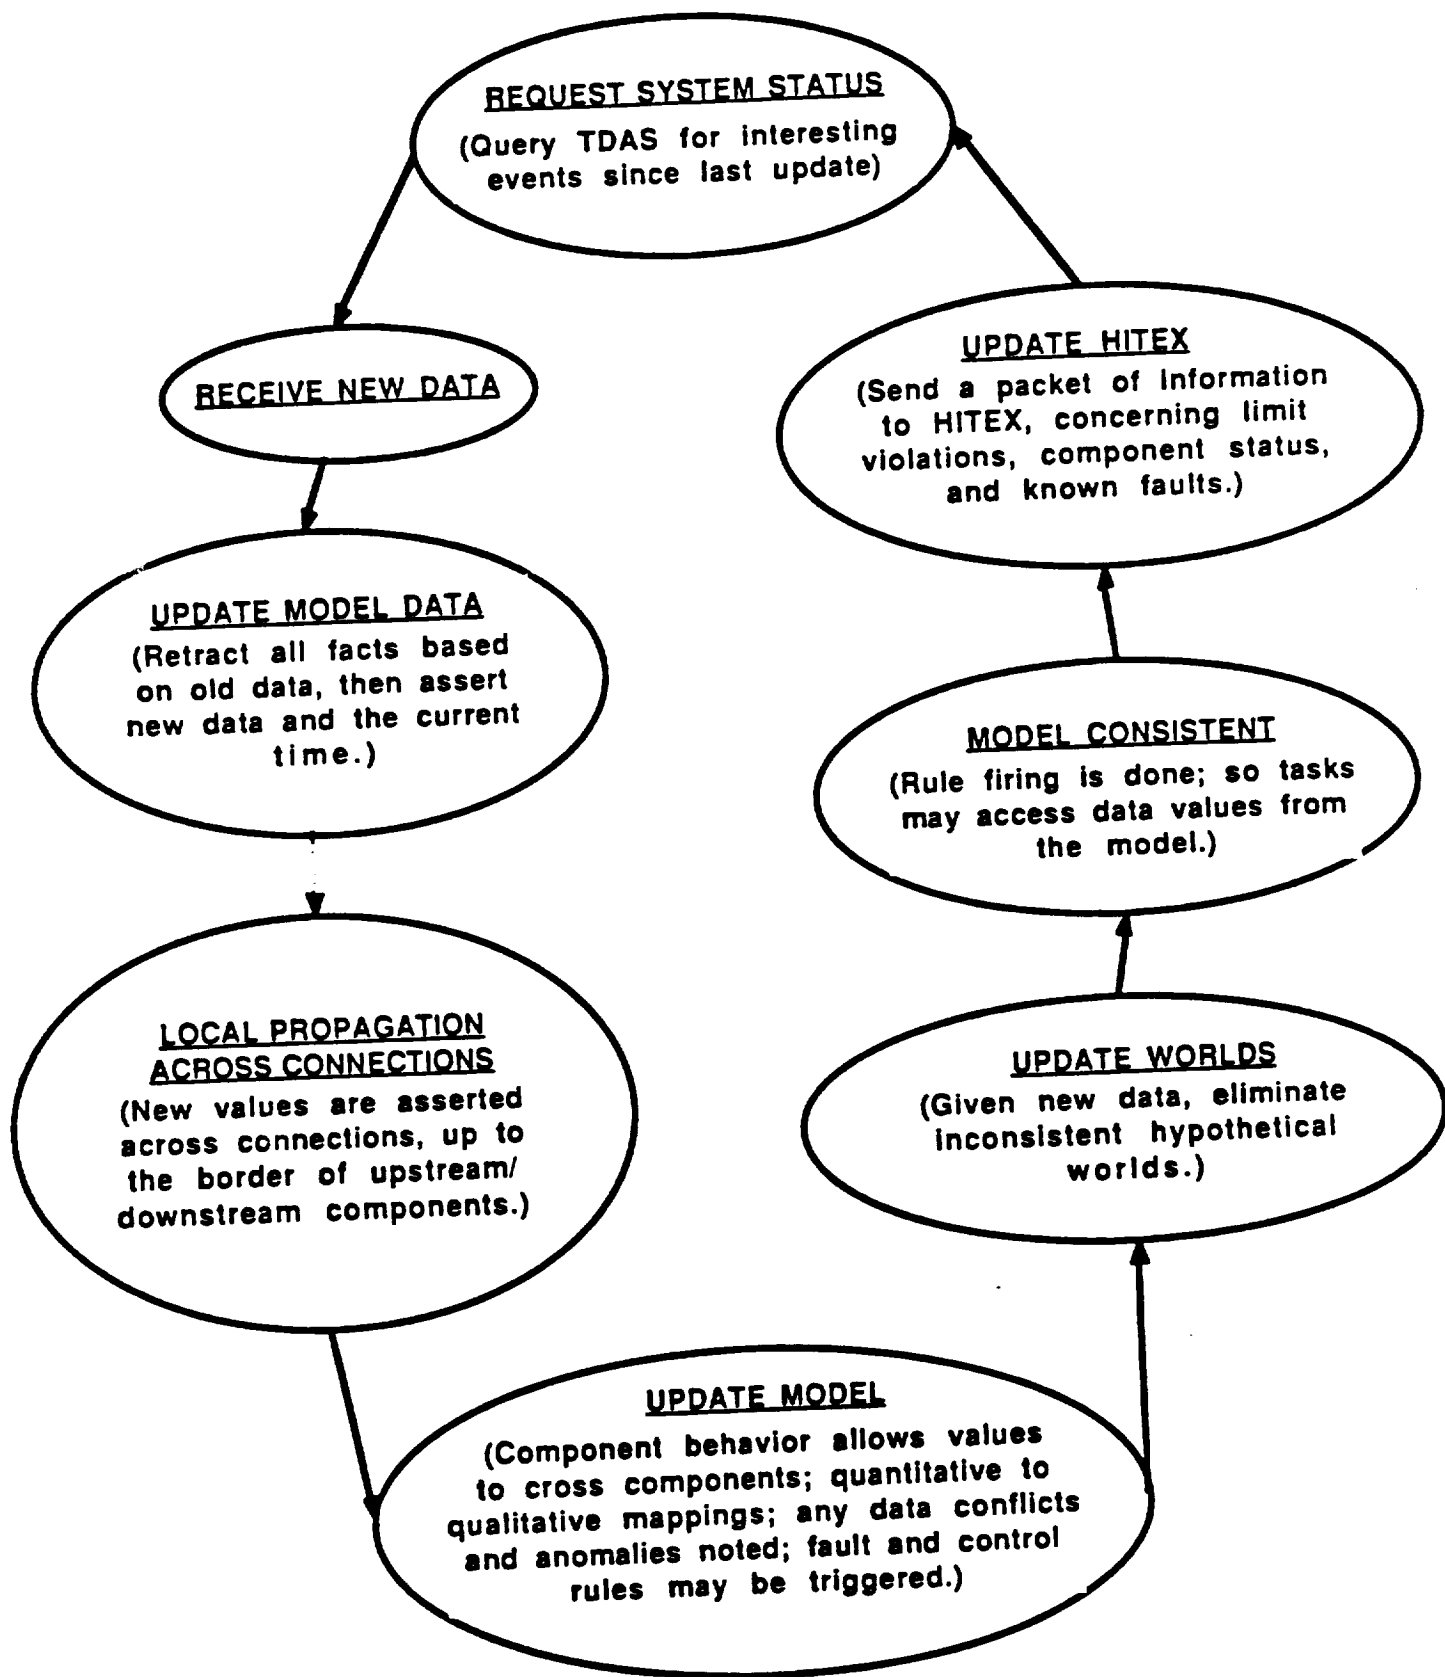 REQUEST SYSTEM STATUS
(Query TDAS for interesting
events since last update)
RECEIVE NEW DATA
UPDATE MODEL DATA
(Retract all facts based
on old data, then assert
new data and the current
time.)
LOCAL PROPAGATION
ACROSS CONNECTIONS
(New values are asserted
across connections, up to
the border of upstream/
downstream components.)
UPDATE MODEL
(Component behavior allows values
to cross components; quantitative to
qualitative mappings; any data conflicts
and anomalies noted; fault and control
rules may be triggered.)
UPDATE WORLDS
(Given new data, eliminate
inconsistent hypothetical
worlds.)
MODEL CONSISTENT
(Rule firing is done; so tasks
may access data values from
the model.)
UPDATE HITEX
(Send a packet of information
to HITEX, concerning limit
violations, component status,
and known faults.)